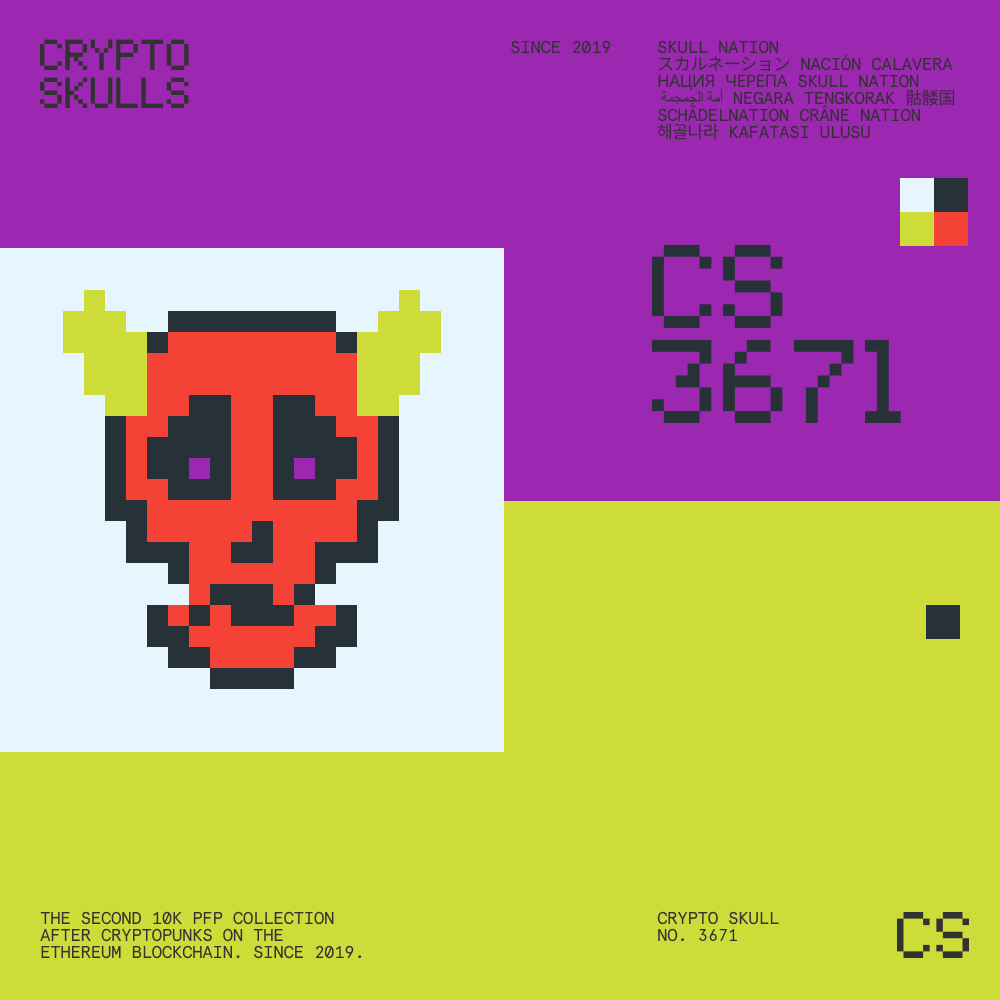 CRYPTO
SKULLS
SINCE 2019
SKULL NATION
スカルネーション NACIÓN CALAVERA
НАЦИЯ ЧЕРЕПА SKULL NATION
أمة الجمجمة NEGARA TENGKORAK 骷髅国
SCHÄDELNATION CRÂNE NATION
해골나라 KAFATASI ULUSU
CS
3671
THE SECOND 10K PFP COLLECTION
AFTER CRYPTOPUNKS ON THE
ETHEREUM BLOCKCHAIN. SINCE 2019.
CRYPTO SKULL
NO. 3671
CS